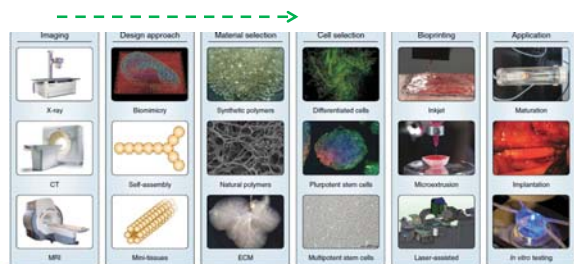 Imaging
Design approach
Material selection
Cell selection
Bioprinting
Application
X-ray
Biomimicry
Synthetic polymers
Differentiated cells
Inkjet
Maturation
CT
Self-assembly
Natural polymers
Plurpotent stem cells
Microextrusion
Implantation
MRI
Mini-tissues
ECM
Multipotent stem cells
Laser-assisted
In vitro testing